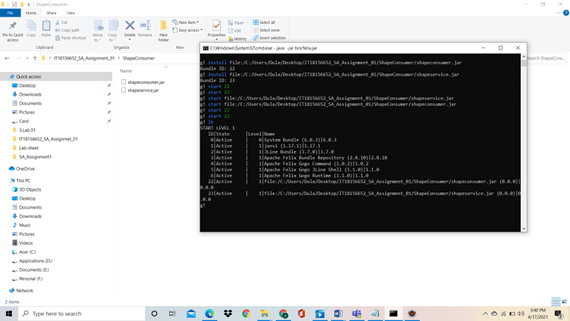 ShapeConsumer
File
Home
Share
View
Pin to Quick access
Copy
Paste
Cut
Copy path
Paste shortcut
Clipboard
Move to
Copy to
Delete
Rename
Organize
New folder
New item
Easy access
New
Properties
Open
Edit
History
Open
Select all
Select none
Invert selection
IT18156652_SA_Assignment_01
ShapeConsumer
Search ShapeCons...
Quick access
Desktop
Downloads
Documents
Pictures
Card
3.Lab 01
IT18156652_SA_Assignmet_01
Lab sheet
SA_Assignment1
OneDrive
This PC
3D Objects
Desktop
Documents
Downloads
Music
Pictures
Videos
Acer (C:)
Applications (D:)
Documents (E:)
Personal (F:)
Network
Name
shapeconsumer.jar
shapeservice.jar
2 items
C:\Windows\System32\cmd.exe - java -jar bin/felix.jar
g! install file:/C:/Users/Dula/Desktop/IT18156652_SA_Assignment_01/ShapeConsumer/shapeconsumer.jar
Bundle ID: 22
g! install file:/C:/Users/Dula/Desktop/IT18156652_SA_Assignment_01/ShapeConsumer/shapeservice.jar
Bundle ID: 23
g! start 22
g! start 23
g! start file:/C:/Users/Dula/Desktop/IT18156652_SA_Assignment_01/ShapeConsumer/shapeservice.jar
g! start file:/C:/Users/Dula/Desktop/IT18156652_SA_Assignment_01/ShapeConsumer/shapeconsumer.jar
g! start 23
g! start 22
g! lb
START LEVEL 1
ID|State |Level|Name
0|Active | 0|System Bundle (6.0.3)|6.0.3
1|Active | 1|jansi (1.17.1)|1.17.1
2|Active | 1|JLine Bundle (3.7.0)|3.7.0
3|Active | 1|Apache Felix Bundle Repository (2.0.10)|2.0.10
4|Active | 1|Apache Felix Gogo Command (1.0.2)|1.0.2
5|Active | 1|Apache Felix Gogo JLine Shell (1.1.0)|1.1.0
6|Active | 1|Apache Felix Gogo Runtime (1.1.0)|1.1.0
22|Active | 1|file:/C:/Users/Dula/Desktop/IT18156652_SA_Assignment_01/ShapeConsumer/shapeconsumer.jar (0.0.0)|
0.0.0
23|Active | 1|file:/C:/Users/Dula/Desktop/IT18156652_SA_Assignment_01/ShapeConsumer/shapeservice.jar (0.0.0)|0
.0.0
g!
Type here to search
3:40 PM
4/17/2021